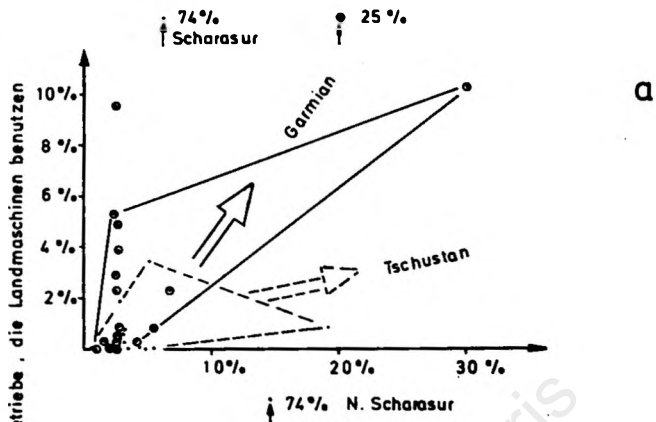 74% 25%
Scharasur
a
Garmian
10%
8%
6%
4%
2%
Tschustan
10% 20% 30%
74% N. Scharasur
triebe, die Landmaschinen benutzen
ris